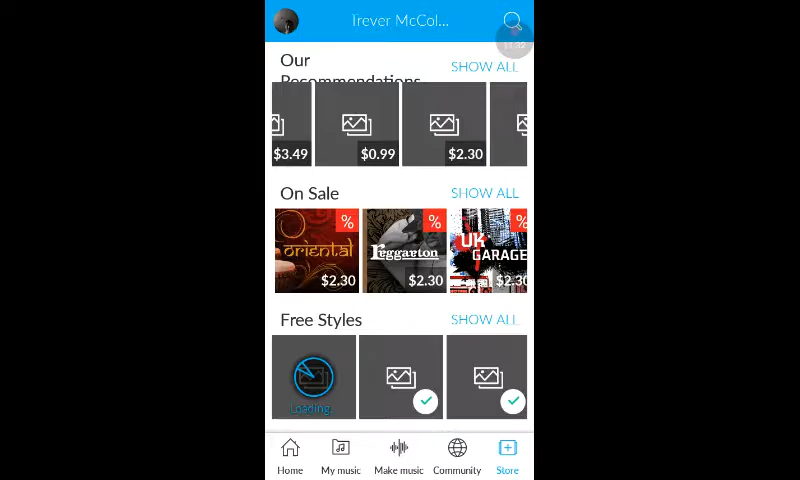 Trever McCol...
Our
Recommendations
SHOW ALL
$3.49
$0.99
$2.30
On Sale
SHOW ALL
%
%
%
oriental
reggaeton
UK
GARAGE
$2.30
$2.30
$2.30
Free Styles
SHOW ALL
Loading
Home
My music
Make music
Community
Store